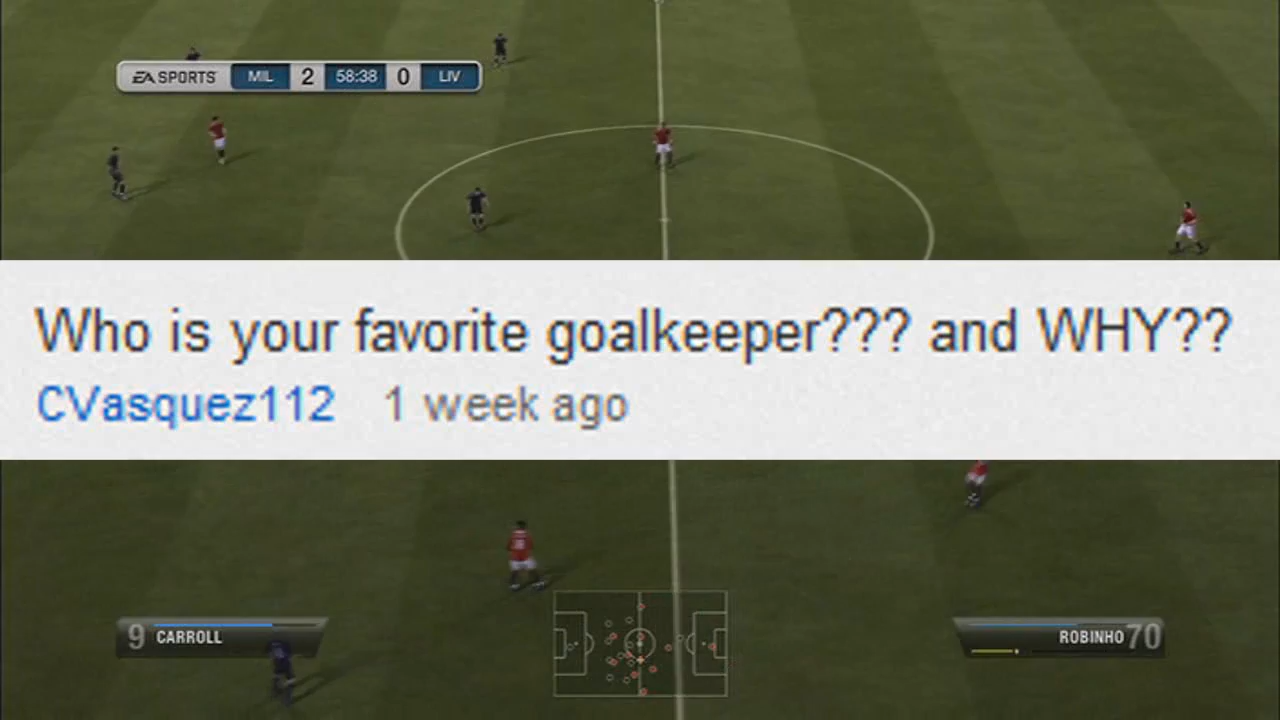 EA SPORTS MIL 2 58:38 0 LIV
Who is your favorite goalkeeper??? and WHY??
CVasquez112 1 week ago
9 CARROLL
ROBINHO 70